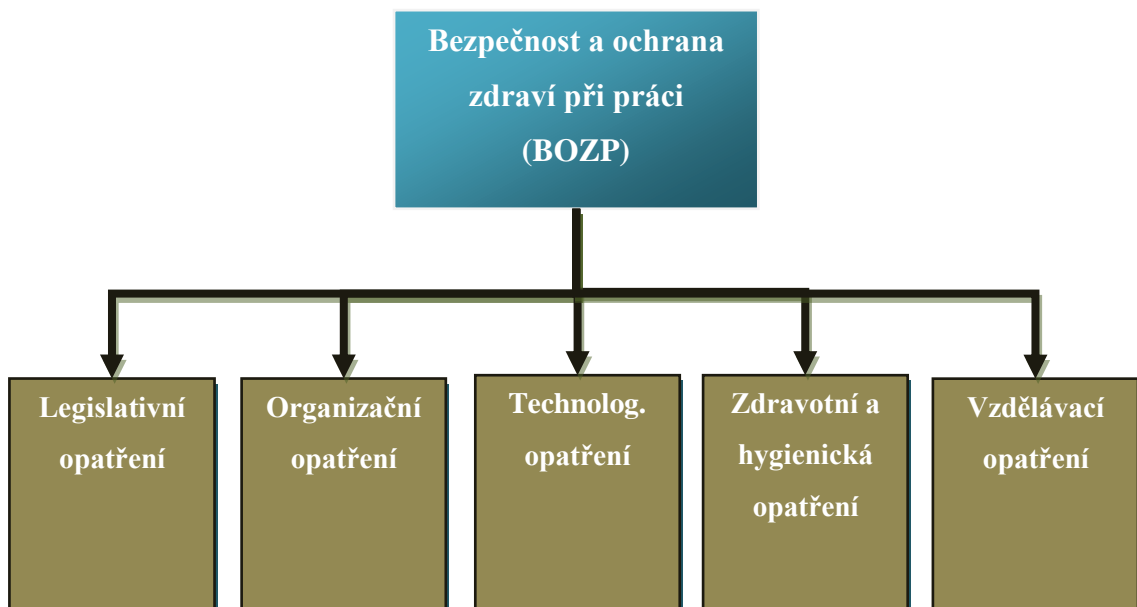 Bezpečnost a ochrana
zdraví při práci
(BOZP)
Legislativní
opatření
Organizační
opatření
Technolog.
opatření
Zdravotní a
hygienická
opatření
Vzdělávací
opatření